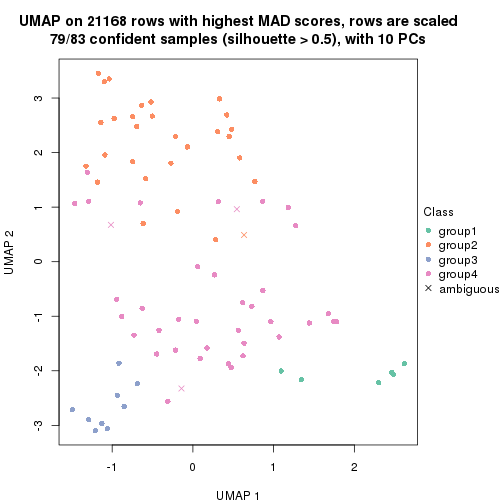 UMAP on 21168 rows with highest MAD scores, rows are scaled
79/83 confident samples (silhouette > 0.5), with 10 PCs
3
2
1
0
-1
-2
-3
UMAP 2
-1
0
1
2
UMAP 1
Class
group1
group2
group3
group4
ambiguous